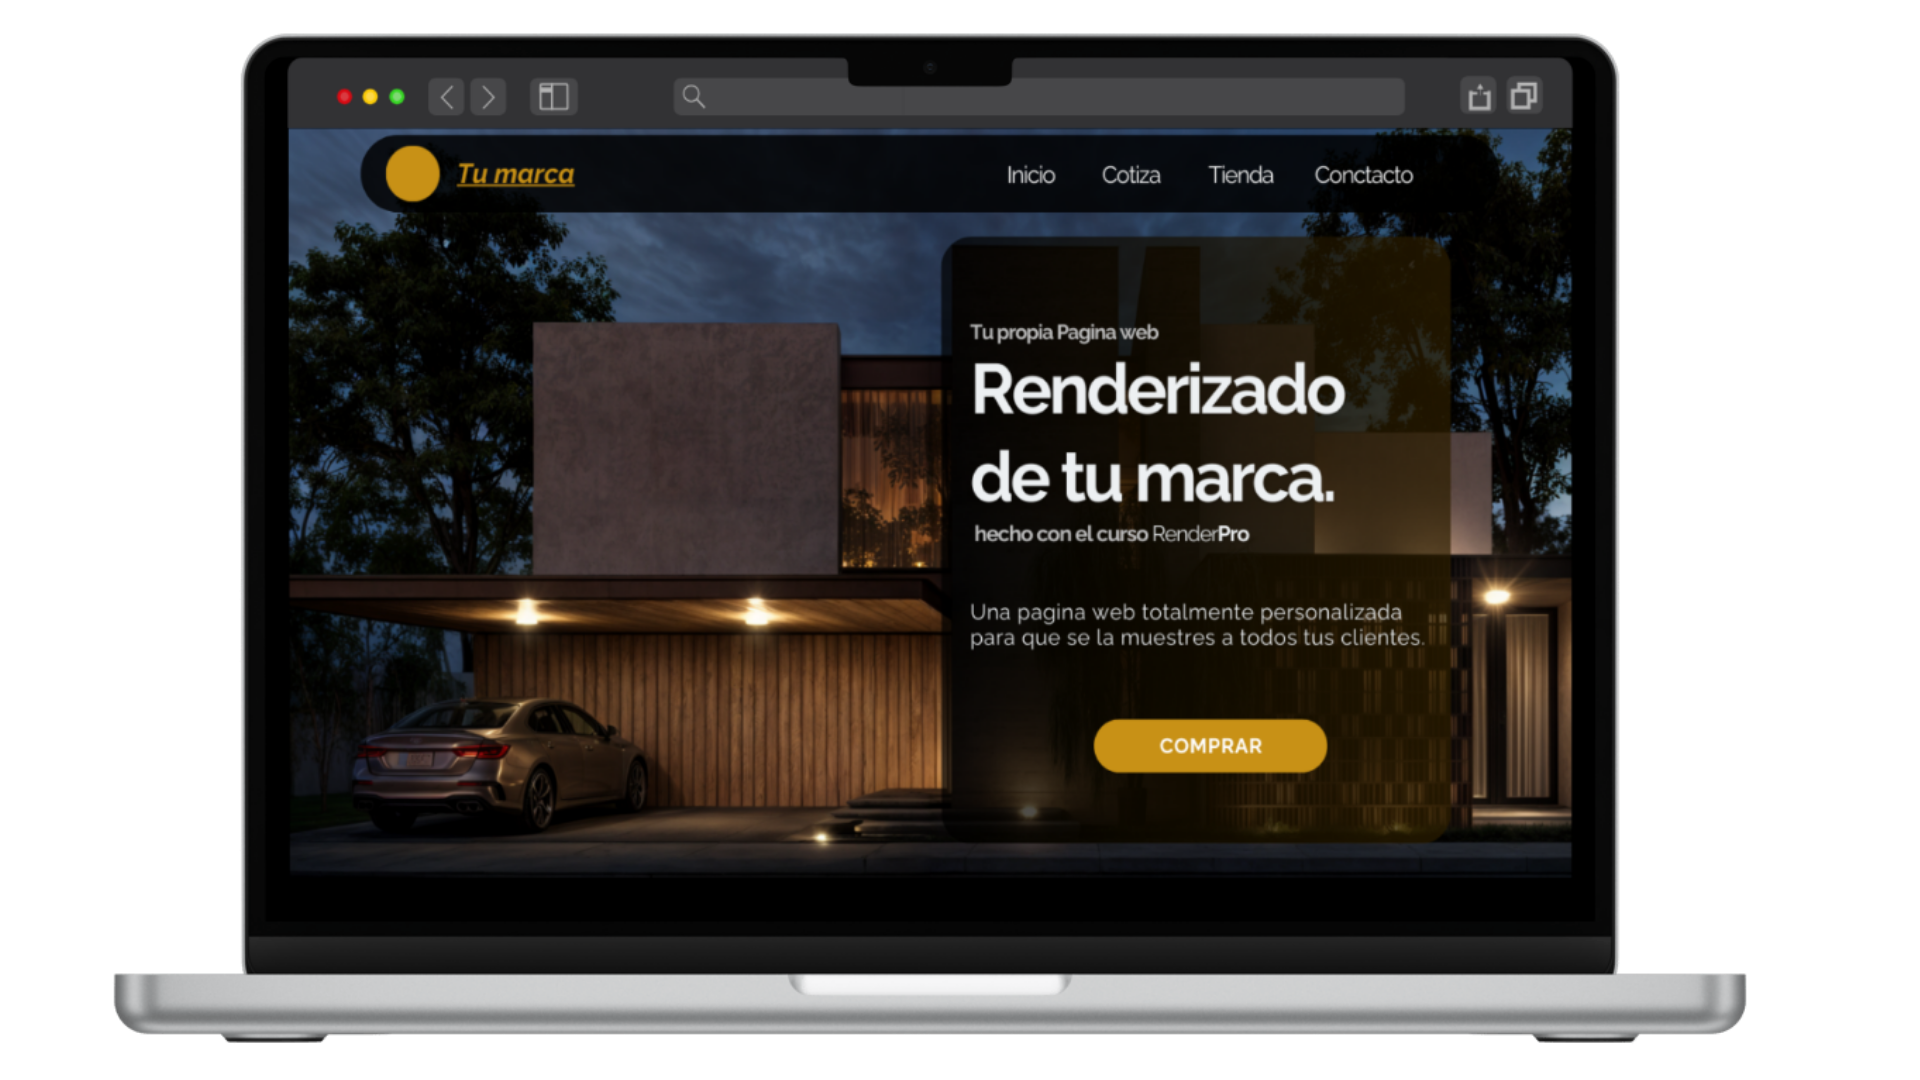 Tu marca
Inicio Cotiza Tienda Conctacto
Tu propia Pagina web
Renderizado
de tu marca.
hecho con el curso RenderPro
Una pagina web totalmente personalizada
para que se la muestres a todos tus clientes.
COMPRAR